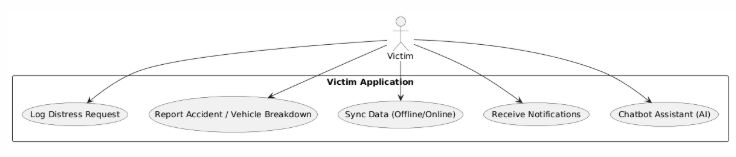 Victim
Victim Application
Log Distress Request
Report Accident / Vehicle Breakdown
Sync Data (Offline/Online)
Receive Notifications
Chatbot Assistant (AI)